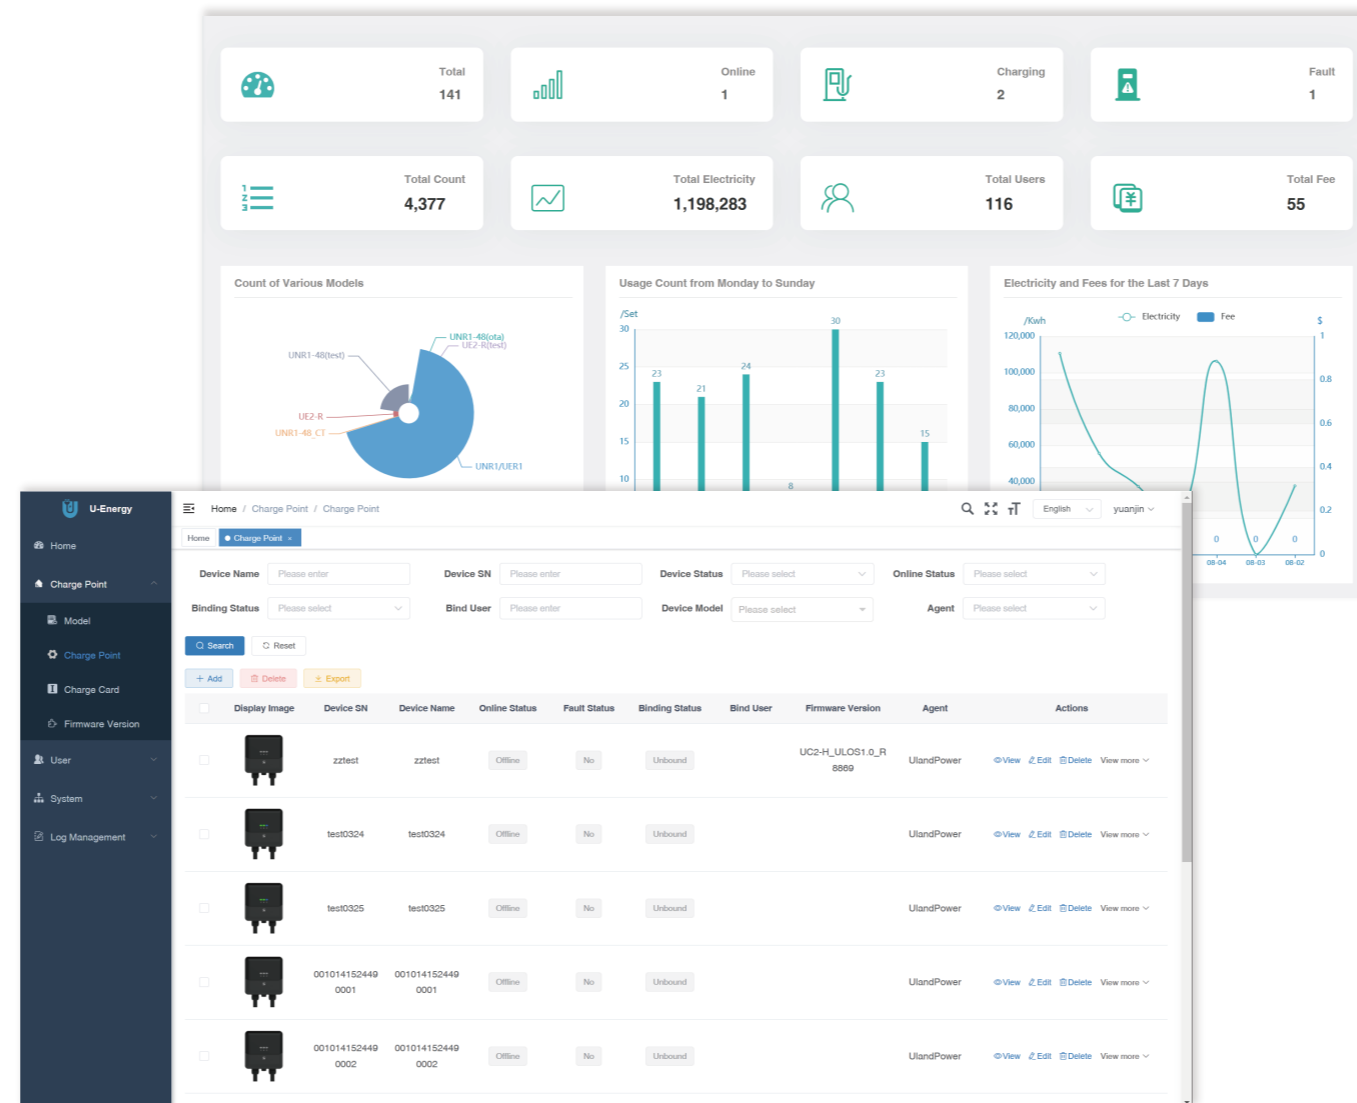 Total
141
Online
1
Charging
2
Fault
1
Total Count
4,377
Total Electricity
1,198,283
Total Users
116
Total Fee
55
Count of Various Models
UNR1-48(ota)
UE2-R(test)
UNR1-48(test)
UE2-R
UNR1-48_CT
UNR1/UER1
Usage Count from Monday to Sunday
/Set
30
25
20
15
10
23
21
24
8
30
23
15
Electricity and Fees for the Last 7 Days
Electricity Fee
/Kwh
$
120,000
100,000
80,000
60,000
40,000
1
0.8
0.6
0.4
0.2
0
0 0 0
08-04 08-03 08-02
U-Energy
Home
Charge Point
Model
Charge Point
Charge Card
Firmware Version
User
System
Log Management
Home / Charge Point / Charge Point
English
yuanjin
Home
Charge Point ×
Device Name Please enter
Device SN Please enter
Device Status Please select
Online Status Please select
Binding Status Please select
Bind User Please enter
Device Model Please select
Agent Please select
Search
Reset
+ Add
Delete
Export
Display Image Device SN Device Name Online Status Fault Status Binding Status Bind User Firmware Version Agent Actions
zztest zztest Offline No Unbound UC2-H_ULOS1.0_R
8869 UlandPower View Edit Delete View more
test0324 test0324 Offline No Unbound UlandPower View Edit Delete View more
test0325 test0325 Offline No Unbound UlandPower View Edit Delete View more
001014152449 001014152449
0001 0001 Offline No Unbound UlandPower View Edit Delete View more
001014152449 001014152449
0002 0002 Offline No Unbound UlandPower View Edit Delete View more